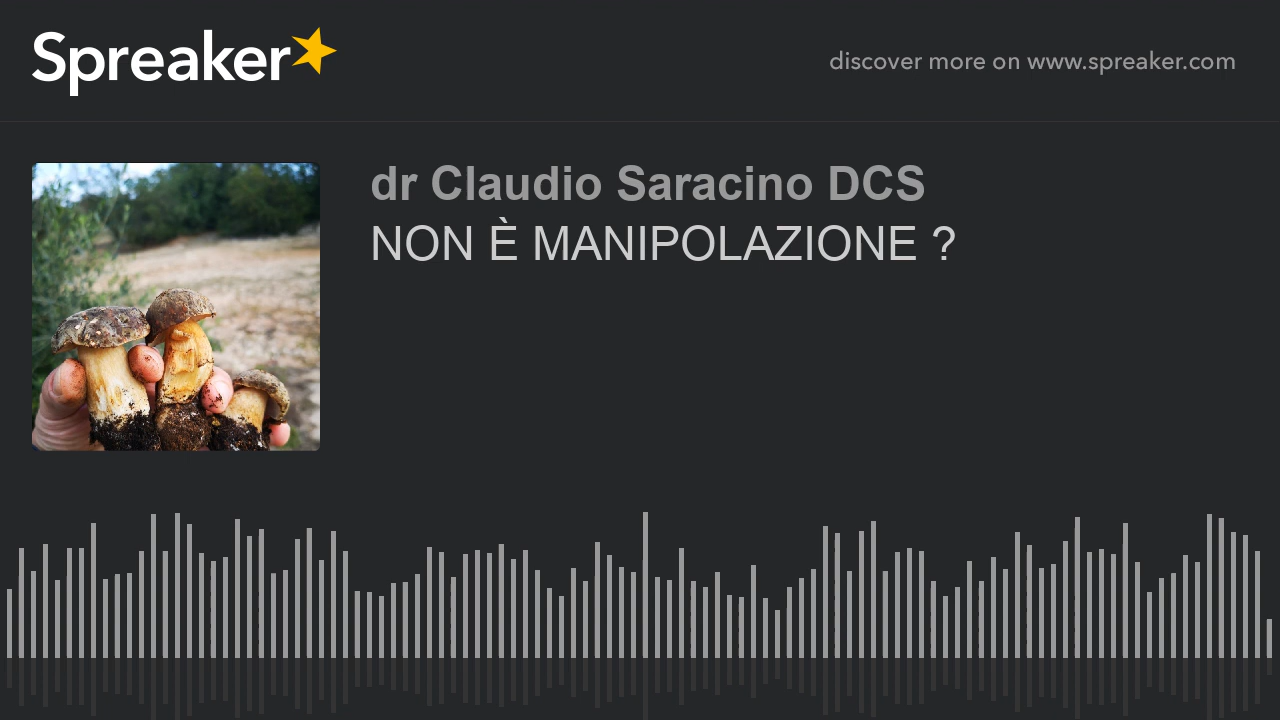 Spreaker
discover more on www.spreaker.com
dr Claudio Saracino DCS
NON È MANIPOLAZIONE ?